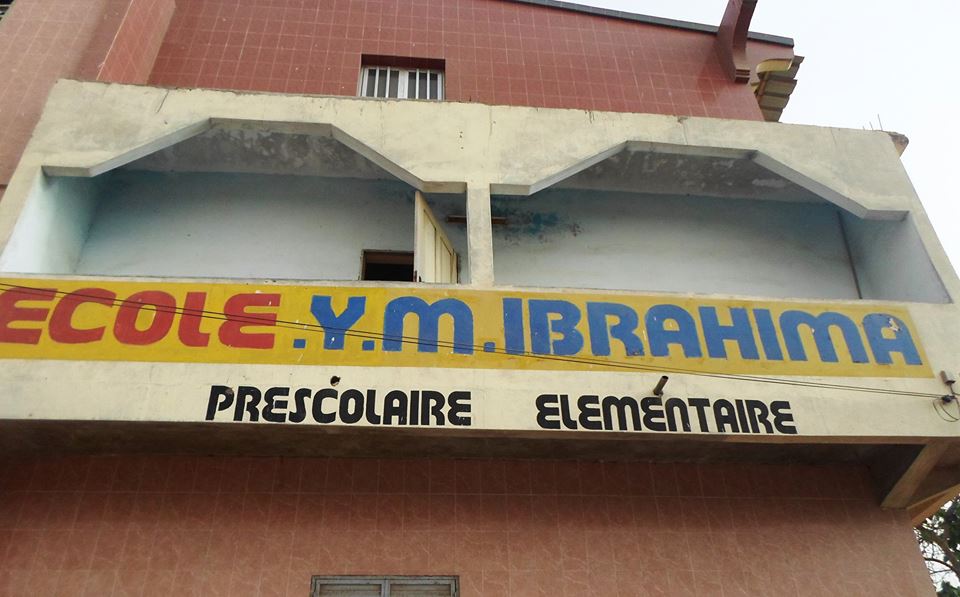 ECOLE .Y.M.IBRAHIMA
PRESCOLAIRE ELEMENTAIRE